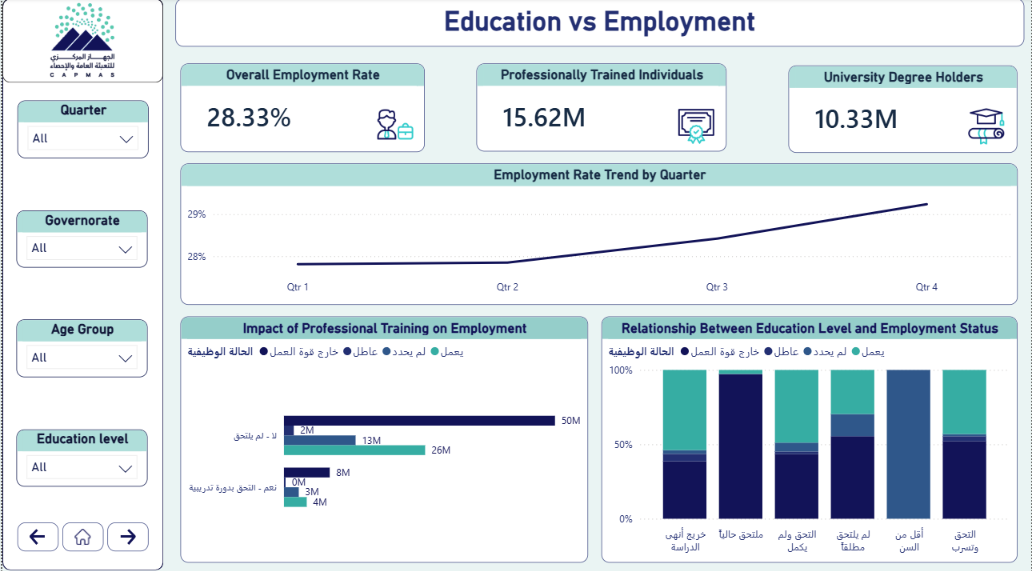 الجهـــاز المركـــزي
للتعبئة العامة والإحصاء
C A P M A S
Education vs Employment
Quarter
All
Governorate
All
Age Group
All
Education level
All
Overall Employment Rate
28.33%
Professionally Trained Individuals
15.62M
University Degree Holders
10.33M
Employment Rate Trend by Quarter
29%
28%
Qtr 1
Qtr 2
Qtr 3
Qtr 4
Impact of Professional Training on Employment
الحالة الوظيفية خارج قوة العمل عاطل لم يحدد يعمل
لا - لم يلتحق
50M
2M
13M
26M
نعم - التحق بدورة تدريبية
8M
0M
3M
4M
Relationship Between Education Level and Employment Status
الحالة الوظيفية خارج قوة العمل عاطل لم يحدد يعمل
100%
50%
0%
خريج أنهى
الدراسة
ملتحق حالياً
التحق ولم
يكمل
لم يلتحق
مطلقاً
أقل من
السن
التحق
وتسرب